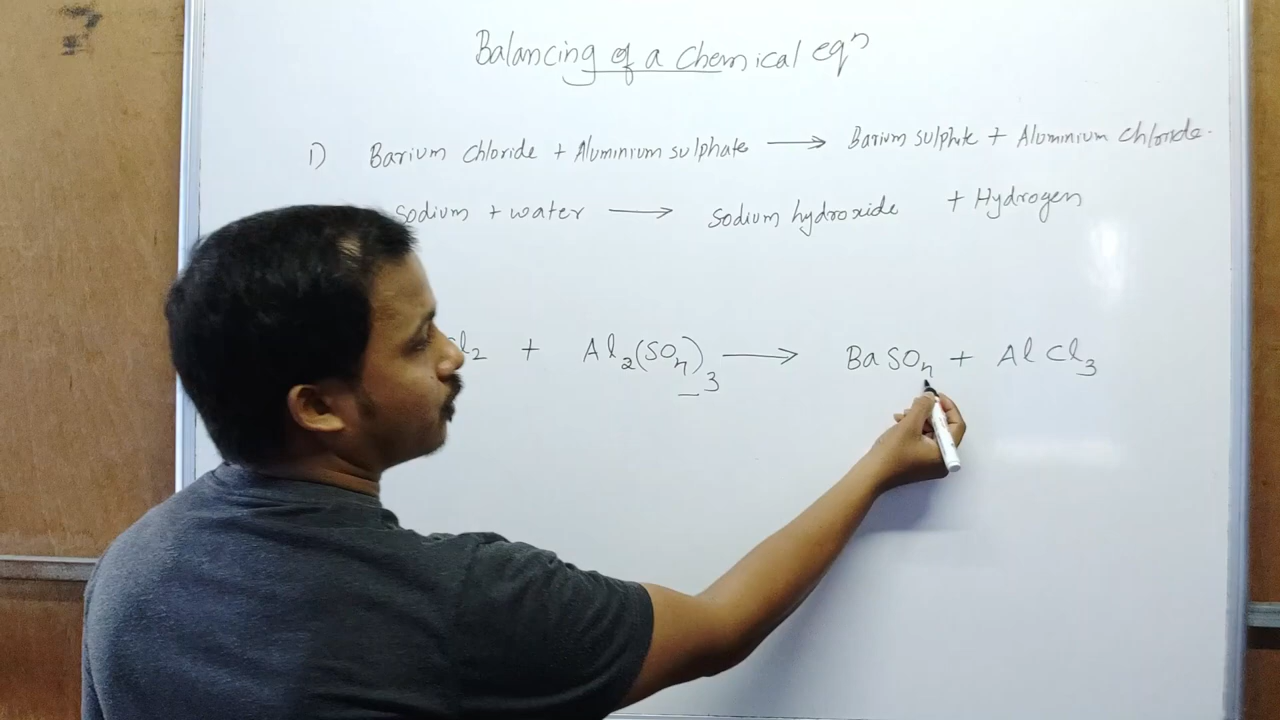 Balancing of a chemical eqn
1) Barium chloride + Aluminium sulphate → Barium sulphate + Aluminium chloride.
sodium + water → sodium hydroxide + Hydrogen
l2 + Al2(SO4)3 → BaSO4 + AlCl3